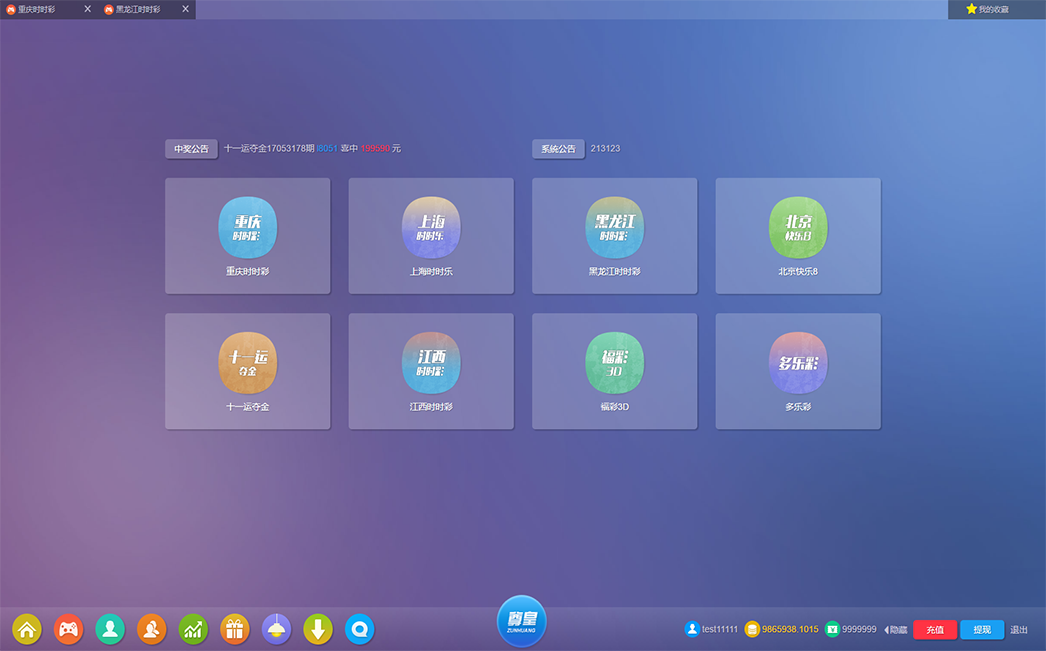 重庆时时彩 X 黑龙江时时彩 X 我的收藏
中奖公告 十一运夺金17053178期 l8051 喜中 199590 元 系统公告 213123
重庆 时时彩 上海 时时乐 黑龙江 时时彩 北京 快乐8
重庆时时彩 上海时时乐 黑龙江时时彩 北京快乐8
十一运 夺金 江西 时时彩 福彩 3D 多乐彩
十一运夺金 江西时时彩 福彩3D 多乐彩
尊皇
ZUNHUANG
test11111 9865938.1015 9999999 隐藏 充值 提现 退出